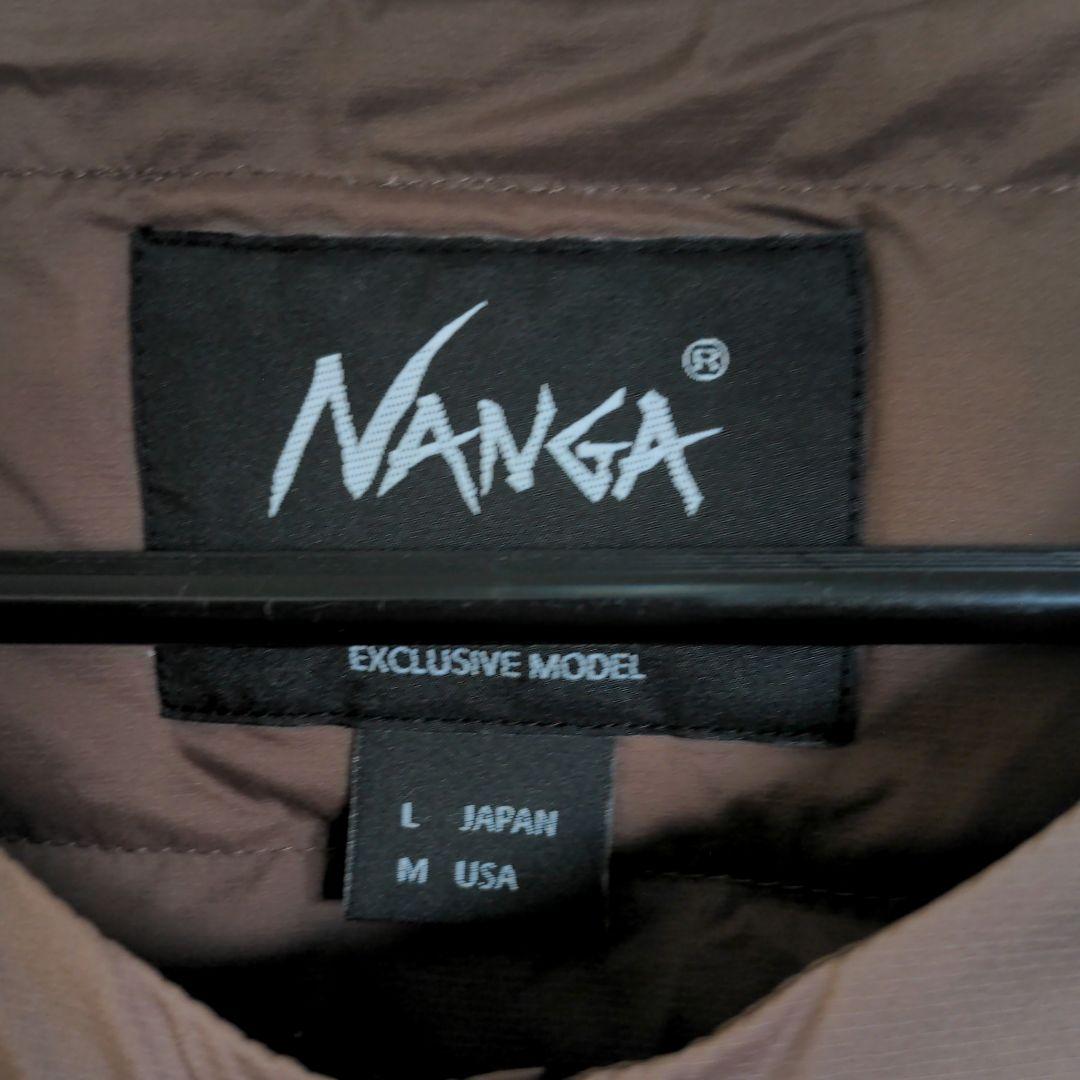 NANGA®
EXCLUSIVE MODEL
L JAPAN
M USA